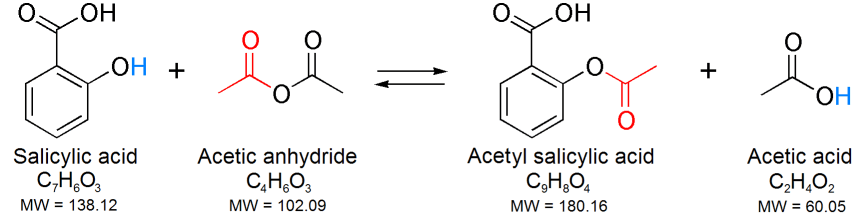 O OH
OH
+
O O
O
O OH
O
O
+
O
OH
Salicylic acid
C₇H₆O₃
MW = 138.12
Acetic anhydride
C₄H₆O₃
MW = 102.09
Acetyl salicylic acid
C₉H₈O₄
MW = 180.16
Acetic acid
C₂H₄O₂
MW = 60.05